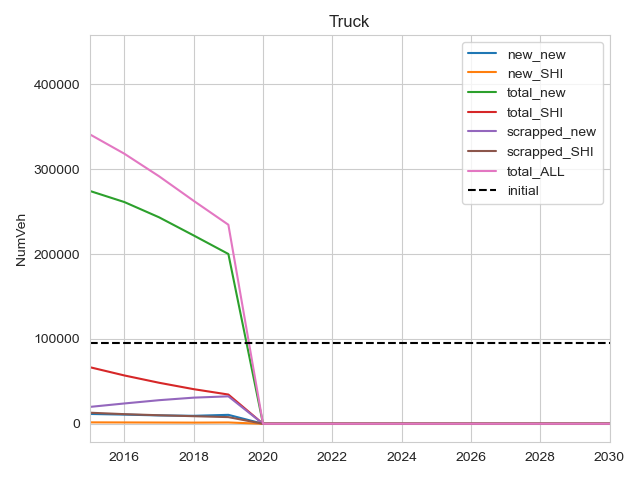 Truck
NumVeh
400000
300000
200000
100000
0
2016
2018
2020
2022
2024
2026
2028
2030
new_new
new_SHI
total_new
total_SHI
scrapped_new
scrapped_SHI
total_ALL
initial